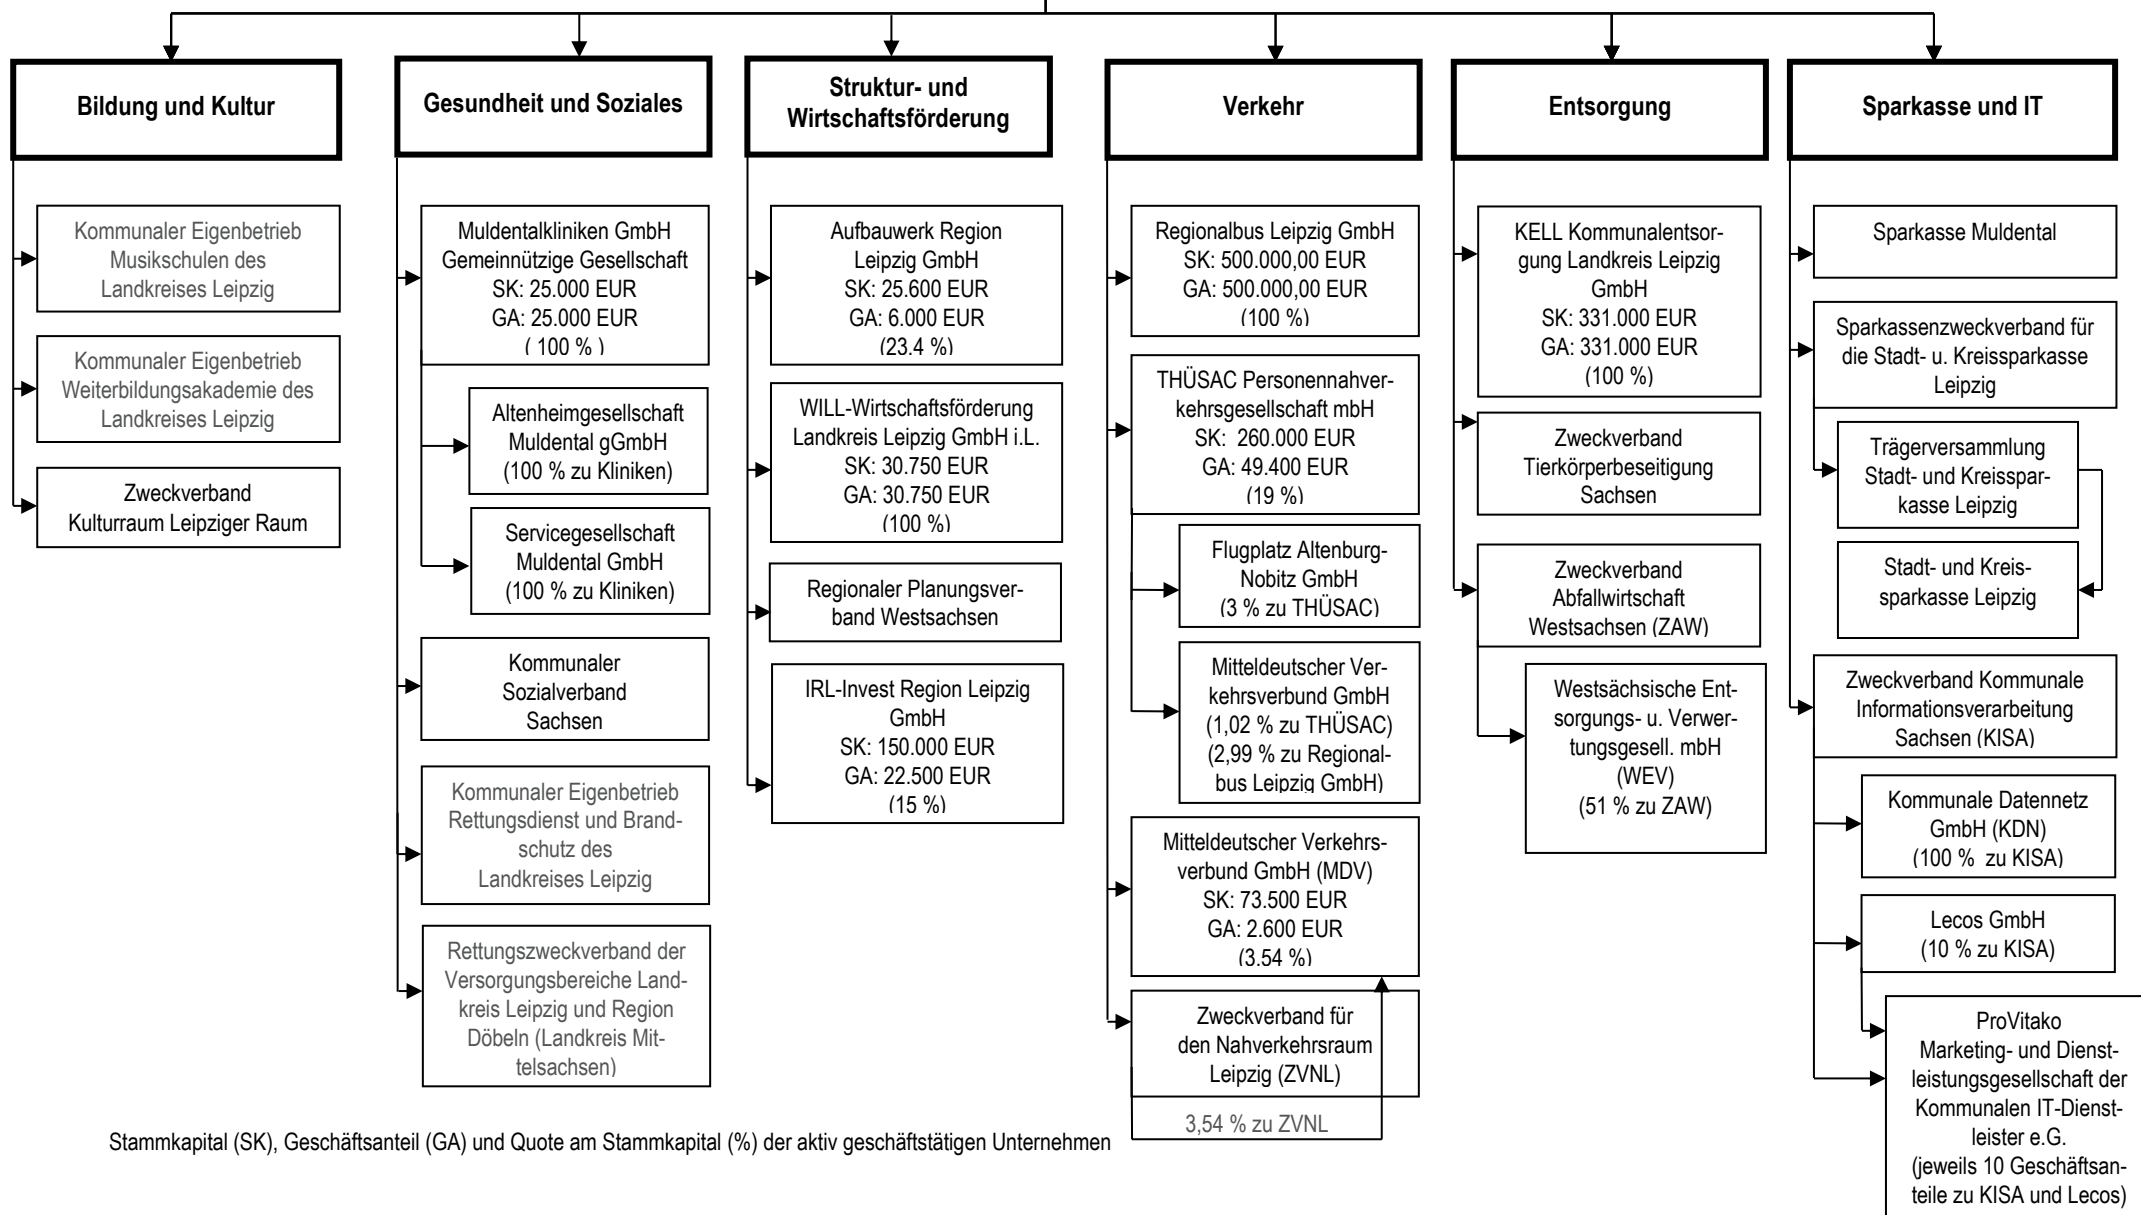 Bildung und Kultur
Kommunaler Eigenbetrieb
Musikschulen des
Landkreises Leipzig
Kommunaler Eigenbetrieb
Weiterbildungsakademie des
Landkreises Leipzig
Zweckverband
Kulturraum Leipziger Raum
Gesundheit und Soziales
Muldentalkliniken GmbH
Gemeinnützige Gesellschaft
SK: 25.000 EUR
GA: 25.000 EUR
( 100 % )
Altenheimgesellschaft
Muldental gGmbH
(100 % zu Kliniken)
Servicegesellschaft
Muldental GmbH
(100 % zu Kliniken)
Kommunaler
Sozialverband
Sachsen
Kommunaler Eigenbetrieb
Rettungsdienst und Brand-
schutz des
Landkreises Leipzig
Rettungszweckverband der
Versorgungsbereiche Land-
kreis Leipzig und Region
Döbeln (Landkreis Mit-
telsachsen)
Struktur- und
Wirtschaftsförderung
Aufbauwerk Region
Leipzig GmbH
SK: 25.600 EUR
GA: 6.000 EUR
(23.4 %)
WILL-Wirtschaftsförderung
Landkreis Leipzig GmbH i.L.
SK: 30.750 EUR
GA: 30.750 EUR
(100 %)
Regionaler Planungsver-
band Westsachsen
IRL-Invest Region Leipzig
GmbH
SK: 150.000 EUR
GA: 22.500 EUR
(15 %)
Verkehr
Regionalbus Leipzig GmbH
SK: 500.000,00 EUR
GA: 500.000,00 EUR
(100 %)
THÜSAC Personennahver-
kehrsgesellschaft mbH
SK: 260.000 EUR
GA: 49.400 EUR
(19 %)
Flugplatz Altenburg-
Nobitz GmbH
(3 % zu THÜSAC)
Mitteldeutscher Ver-
kehrsverbund GmbH
(1,02 % zu THÜSAC)
(2,99 % zu Regional-
bus Leipzig GmbH)
Mitteldeutscher Verkehrs-
verbund GmbH (MDV)
SK: 73.500 EUR
GA: 2.600 EUR
(3.54 %)
Zweckverband für
den Nahverkehrsraum
Leipzig (ZVNL)
3,54 % zu ZVNL
Entsorgung
KELL Kommunalentsor-
gung Landkreis Leipzig
GmbH
SK: 331.000 EUR
GA: 331.000 EUR
(100 %)
Zweckverband
Tierkörperbeseitigung
Sachsen
Zweckverband
Abfallwirtschaft
Westsachsen (ZAW)
Westsächsische Ent-
sorgungs- u. Verwer-
tungsgesell. mbH
(WEV)
(51 % zu ZAW)
Sparkasse und IT
Sparkasse Muldental
Sparkassenzweckverband für
die Stadt- u. Kreissparkasse
Leipzig
Trägerversammlung
Stadt- und Kreisspar-
kasse Leipzig
Stadt- und Kreis-
sparkasse Leipzig
Zweckverband Kommunale
Informationsverarbeitung
Sachsen (KISA)
Kommunale Datennetz
GmbH (KDN)
(100 % zu KISA)
Lecos GmbH
(10 % zu KISA)
ProVitako
Marketing- und Dienst-
leistungsgesellschaft der
Kommunalen IT-Dienst-
leister e.G.
(jeweils 10 Geschäftsan-
teile zu KISA und Lecos)
Stammkapital (SK), Geschäftsanteil (GA) und Quote am Stammkapital (%) der aktiv geschäftstätigen Unternehmen